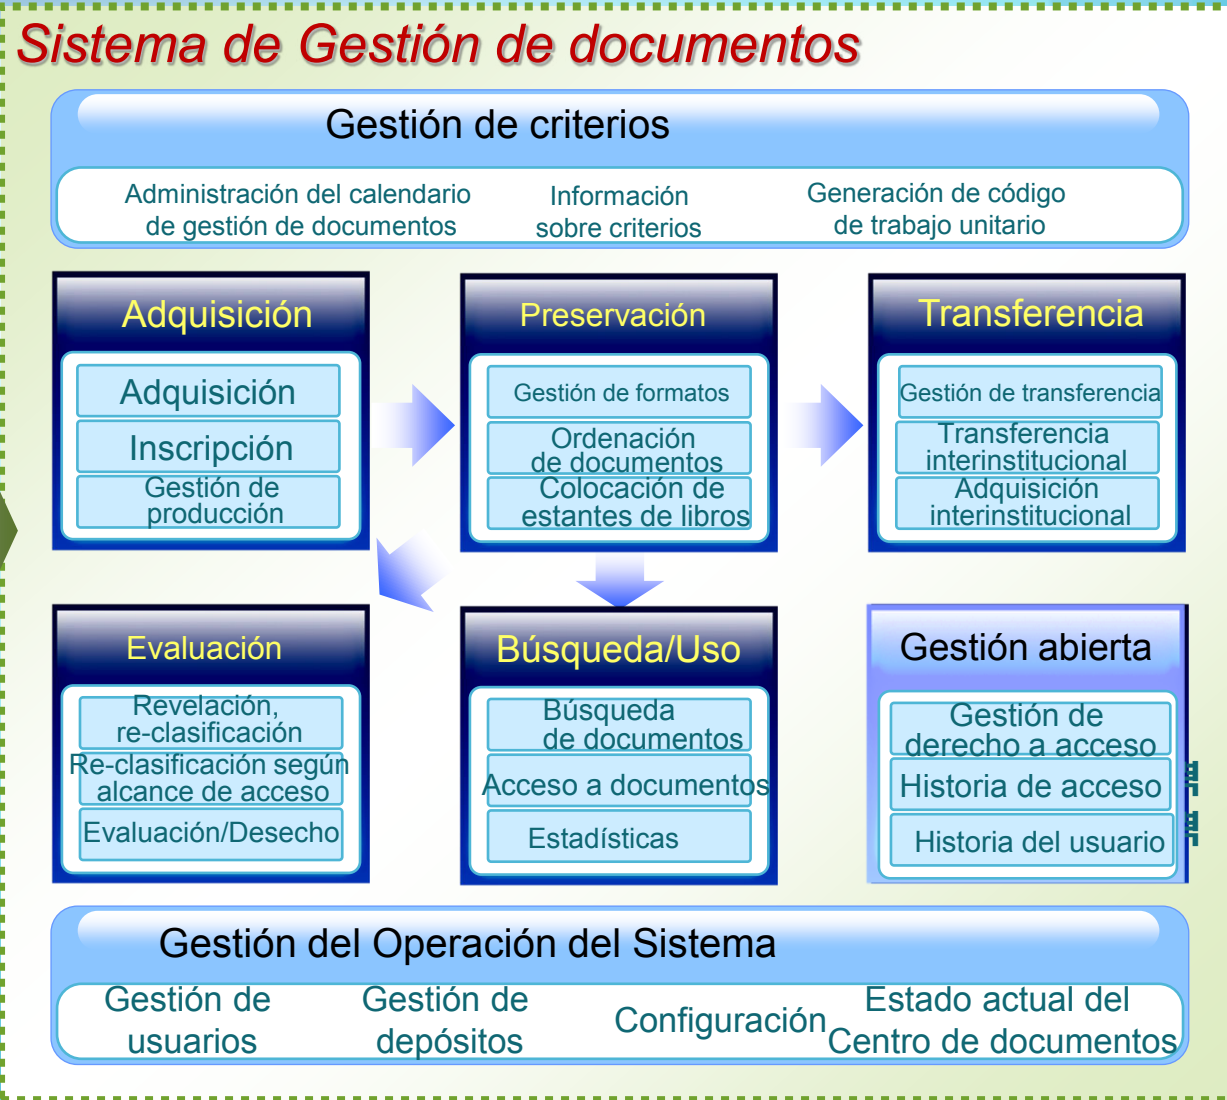 Sistema de Gestión de documentos
Gestión de criterios
Administración del calendario
de gestión de documentos
Información
sobre criterios
Generación de código
de trabajo unitario
Adquisición
Adquisición
Inscripción
Gestión de
producción
Preservación
Gestión de formatos
Ordenación
de documentos
Colocación de
estantes de libros
Transferencia
Gestión de transferencia
Transferencia
interinstitucional
Adquisición
interinstitucional
Evaluación
Revelación,
re-clasificación
Re-clasificación según
alcance de acceso
Evaluación/Desecho
Búsqueda/Uso
Búsqueda
de documentos
Acceso a documentos
Estadísticas
Gestión abierta
Gestión de
derecho a acceso
Historia de acceso
Historia del usuario
Gestión del Operación del Sistema
Gestión de
usuarios
Gestión de
depósitos
Configuración
Estado actual del
Centro de documentos